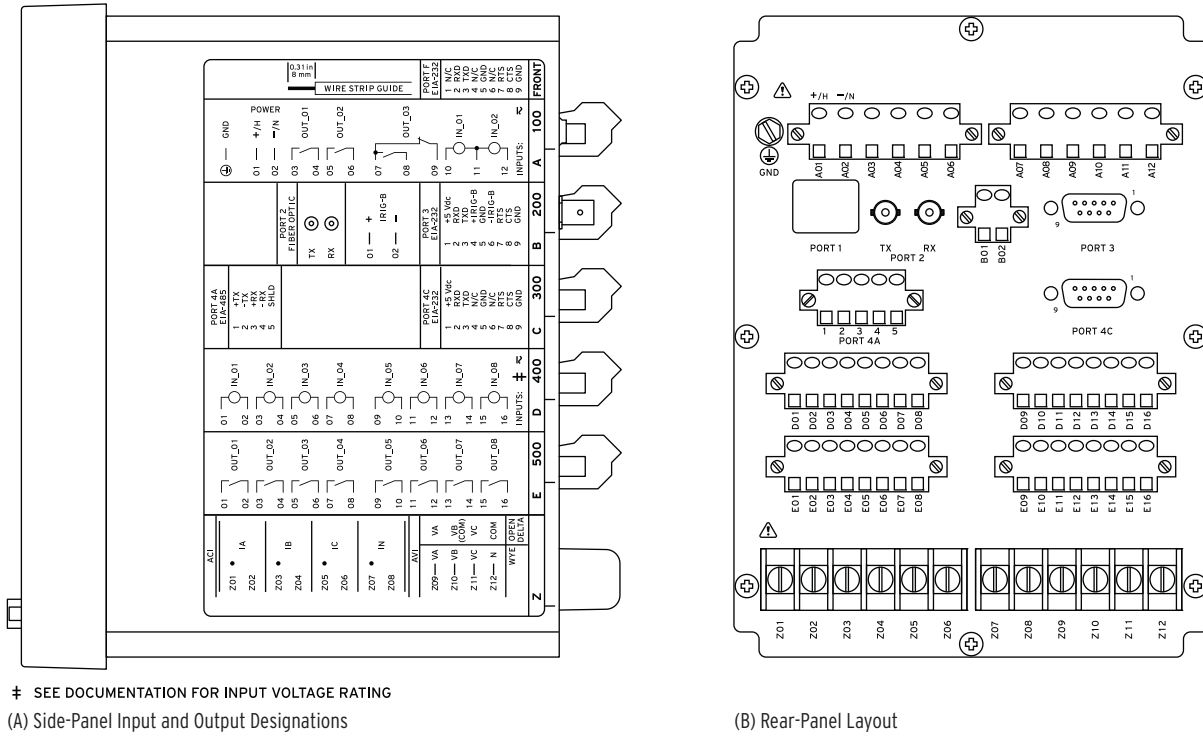 0.31 in
8 mm
WIRE STRIP GUIDE
PORT F
EIA-232
1 N/C
2 RXD
3 TXD
4 N/C
5 GND
6 N/C
7 RTS
8 CTS
9 GND
FRONT
GND
POWER
01 +/H
02 −/N
03
04
OUT_01
05
06
OUT_02
07
08
09
OUT_03
10
11
12
IN_01
IN_02
INPUTS:
A 100
PORT 2
FIBER OPTIC
TX
RX
01 +
IRIG-B
02 −
PORT 3
EIA-232
1 +5 Vdc
2 RXD
3 TXD
4 +IRIG-B
5 GND
6 -IRIG-B
7 RTS
8 CTS
9 GND
B 200
PORT 4A
EIA-485
1 +TX
2 -TX
3 +RX
4 -RX
5 SHLD
PORT 4C
EIA-232
1 +5 Vdc
2 RXD
3 TXD
4 N/C
5 GND
6 N/C
7 RTS
8 CTS
9 GND
C 300
01
02
IN_01
03
04
IN_02
05
06
IN_03
07
08
IN_04
09
10
IN_05
11
12
IN_06
13
14
IN_07
15
16
IN_08
INPUTS: ‡
D 400
01
02
OUT_01
03
04
OUT_02
05
06
OUT_03
07
08
OUT_04
09
10
OUT_05
11
12
OUT_06
13
14
OUT_07
15
16
OUT_08
E 500
ACI
Z01
Z02
IA
Z03
Z04
IB
Z05
Z06
IC
Z07
Z08
IN
AVI
Z09 VA VA
Z10 VB VB
(COM)
Z11 VC VC
Z12 N COM
WYE OPEN
DELTA
Z
‡ SEE DOCUMENTATION FOR INPUT VOLTAGE RATING
(A) Side-Panel Input and Output Designations
+/H −/N
GND
A01 A02 A03 A04 A05 A06
A07 A08 A09 A10 A11 A12
PORT 1
TX RX
PORT 2
B01 B02
1
9
PORT 3
1 2 3 4 5
PORT 4A
1
9
PORT 4C
D01 D02 D03 D04 D05 D06 D07 D08
D09 D10 D11 D12 D13 D14 D15 D16
E01 E02 E03 E04 E05 E06 E07 E08
E09 E10 E11 E12 E13 E14 E15 E16
Z01 Z02 Z03 Z04 Z05 Z06
Z07 Z08 Z09 Z10 Z11 Z12
(B) Rear-Panel Layout